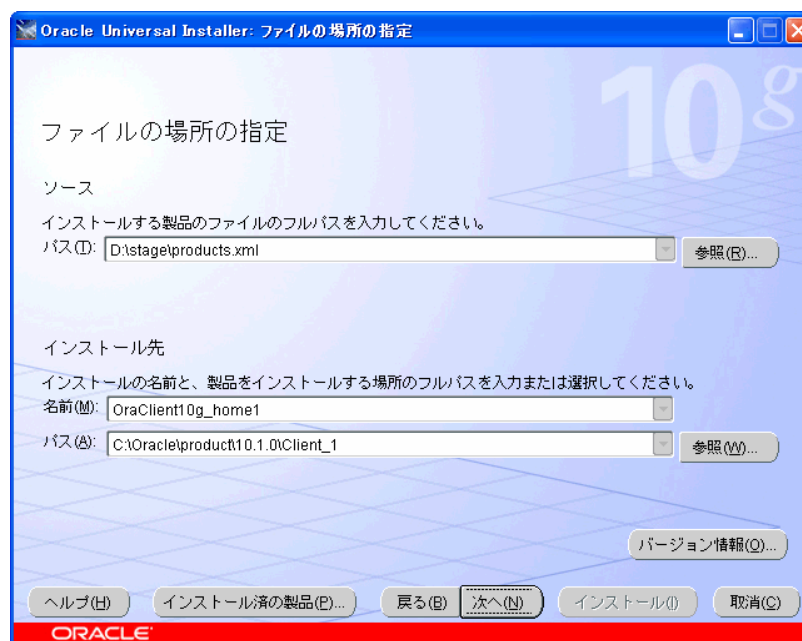 Oracle Universal Installer: ファイルの場所の指定
10g
ファイルの場所の指定
ソース
インストールする製品のファイルのフルパスを入力してください。
パス(T): D:\stage\products.xml 参照(R)...
インストール先
インストールの名前と、製品をインストールする場所のフルパスを入力または選択してください。
名前(M): OraClient10g_home1
パス(A): C:\Oracle\product\10.1.0\Client_1 参照(W)...
バージョン情報(O)...
ヘルプ(H) インストール済の製品(P)... 戻る(B) 次へ(N) インストール(I) 取消(C)
ORACLE